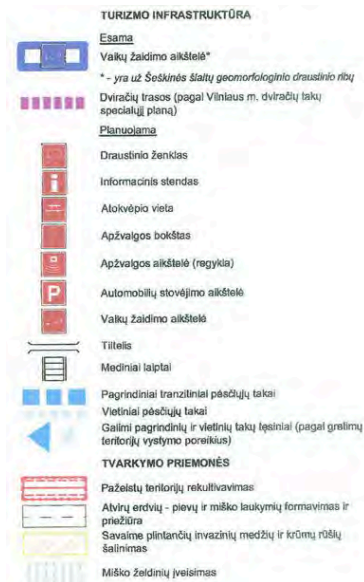 TURIZMO INFRASTRUKTŪRA
Esama
Vaikų žaidimo aikštelė*
* - yra už Šeškinės šlaitų geomorfologinio draustinio ribų
Dviračių trasos (pagal Vilniaus m. dviračių takų
specialųjį planą)
Planuojama
Draustinio ženklas
i
Informacinis stendas
Atokvėpio vieta
Apžvalgos bokštas
Apžvalgos aikštelė (regykla)
P
Automobilių stovėjimo aikštelė
Vaikų žaidimo aikštelė
Tiltelis
Mediniai laiptai
Pagrindiniai tranzitiniai pėsčiųjų takai
Vietiniai pėsčiųjų takai
Galimi pagrindinių ir vietinių takų tęsiniai (pagal gretimų
teritorijų vystymo poreikius)
TVARKYMO PRIEMONĖS
Pažeistų teritorijų rekultivavimas
Atvirų erdvių - pievų ir miško laukymių formavimas ir
priežiūra
Savaime plintančių invazinių medžių ir krūmų rūšių
šalinimas
Miško želdinių įveisimas